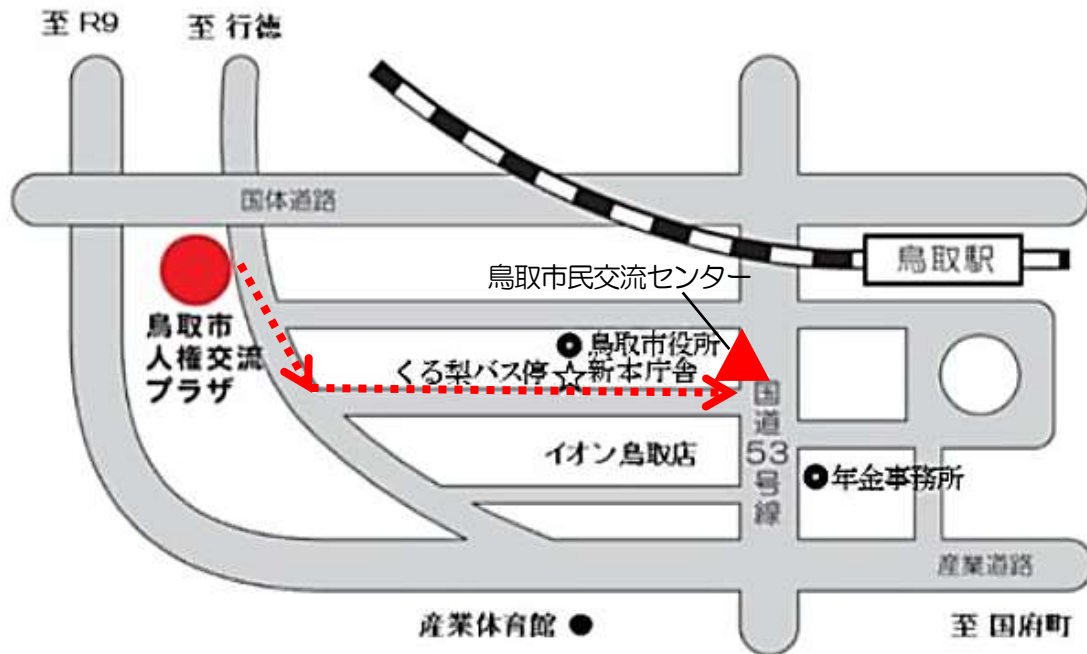 至 R9
至 行徳
国体道路
鳥取駅
鳥取市民交流センター
鳥取市
人権交流
プラザ
鳥取市役所
くる梨バス停☆新本庁舎
国道53号線
イオン鳥取店
年金事務所
産業道路
産業体育館
至 国府町